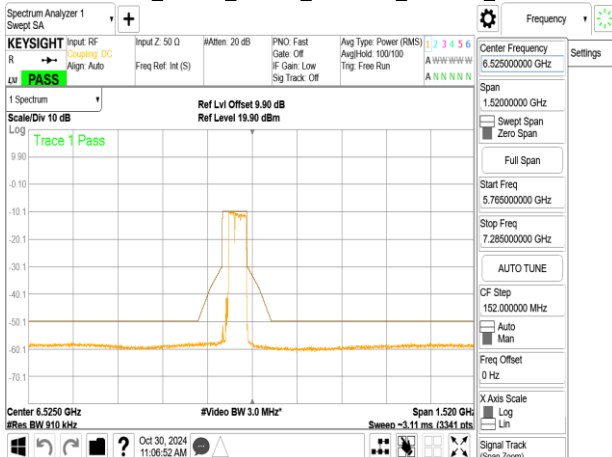 Spectrum Analyzer 1
Swept SA
+
Frequency
KEYSIGHT
R
LW
PASS
Input: RF
Coupling: DC
Align: Auto
Input Z: 50 Ω
Freq Ref: Int (S)
#Atten: 20 dB
PNO: Fast
Gate: Off
IF Gain: Low
Sig Track: Off
Avg Type: Power (RMS)
Avg|Hold: 100/100
Trig: Free Run
1 2 3 4 5 6
A W W W W W
A N N N N N
Center Frequency
6.525000000 GHz
Settings
Span
1.52000000 GHz
Swept Span
Zero Span
Full Span
Start Freq
5.765000000 GHz
Stop Freq
7.285000000 GHz
AUTO TUNE
CF Step
152.000000 MHz
Auto
Man
Freq Offset
0 Hz
X Axis Scale
Log
Lin
Signal Track
(Span Zoom)
1 Spectrum
Scale/Div 10 dB
Ref Lvl Offset 9.90 dB
Ref Level 19.90 dBm
Log
Trace 1 Pass
9.90
-0.10
-10.1
-20.1
-30.1
-40.1
-50.1
-60.1
-70.1
Center 6.5250 GHz
#Res BW 910 kHz
#Video BW 3.0 MHz*
Span 1.520 GHz
Sweep ~3.11 ms (3341 pts
?
Oct 30, 2024
11:06:52 AM